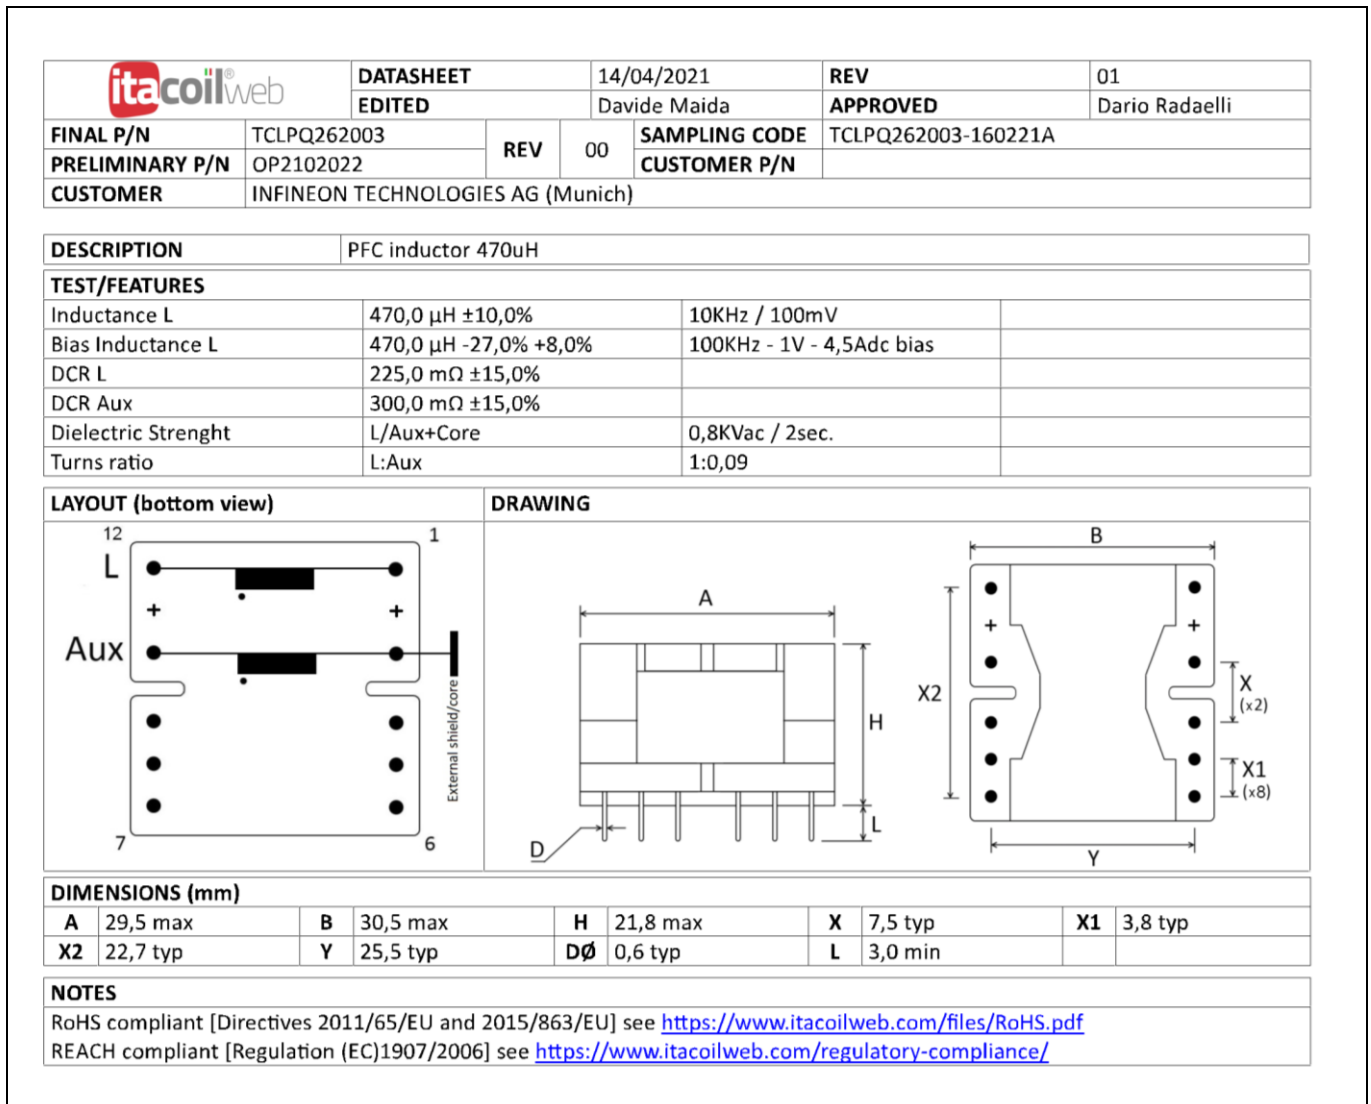 itacoil®web
DATASHEET 14/04/2021 REV 01
EDITED Davide Maida APPROVED Dario Radaelli
FINAL P/N TCLPQ262003 REV 00 SAMPLING CODE TCLPQ262003-160221A
PRELIMINARY P/N OP2102022 CUSTOMER P/N
CUSTOMER INFINEON TECHNOLOGIES AG (Munich)
DESCRIPTION PFC inductor 470uH
TEST/FEATURES
Inductance L 470,0 µH ±10,0% 10KHz / 100mV
Bias Inductance L 470,0 µH -27,0% +8,0% 100KHz - 1V - 4,5Adc bias
DCR L 225,0 mΩ ±15,0%
DCR Aux 300,0 mΩ ±15,0%
Dielectric Strenght L/Aux+Core 0,8KVac / 2sec.
Turns ratio L:Aux 1:0,09
LAYOUT (bottom view) DRAWING
12 1
L
+ +
Aux
External shield/core
7 6
A
H
D
L
B
+ +
X2
X
(x2)
X1
(x8)
Y
DIMENSIONS (mm)
A 29,5 max B 30,5 max H 21,8 max X 7,5 typ X1 3,8 typ
X2 22,7 typ Y 25,5 typ DØ 0,6 typ L 3,0 min
NOTES
RoHS compliant [Directives 2011/65/EU and 2015/863/EU] see https://www.itacoilweb.com/files/RoHS.pdf
REACH compliant [Regulation (EC)1907/2006] see https://www.itacoilweb.com/regulatory-compliance/